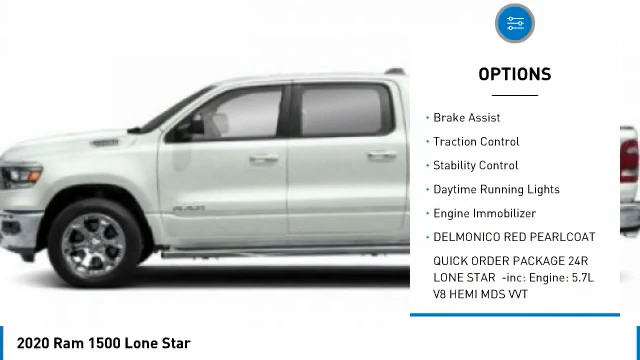 OPTIONS
Brake Assist
Traction Control
Stability Control
Daytime Running Lights
Engine Immobilizer
DELMONICO RED PEARLCOAT
QUICK ORDER PACKAGE 24R
LONE STAR -inc: Engine: 5.7L
V8 HEMI MDS VVT
RAM
2020 Ram 1500 Lone Star